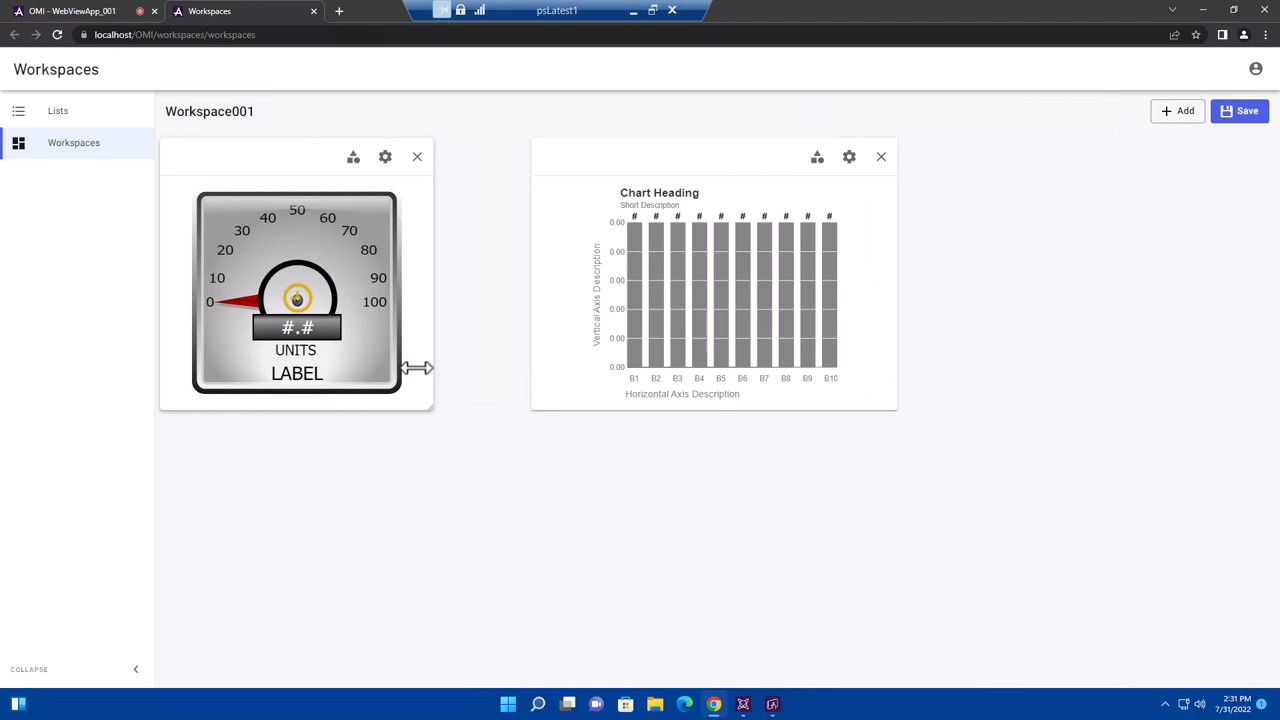 OMI - WebViewApp_001
Workspaces
psLatest1
localhost/OMI/workspaces/workspaces
Workspaces
Lists
Workspaces
Workspace001
Add
Save
0
10
20
30
40
50
60
70
80
90
100
#.#
UNITS
LABEL
Chart Heading
Short Description
# # # # # # # # # #
0.00
0.00
0.00
0.00
0.00
0.00
Vertical Axis Description
B1 B2 B3 B4 B5 B6 B7 B8 B9 B10
Horizontal Axis Description
COLLAPSE
2:31 PM
7/31/2022
1